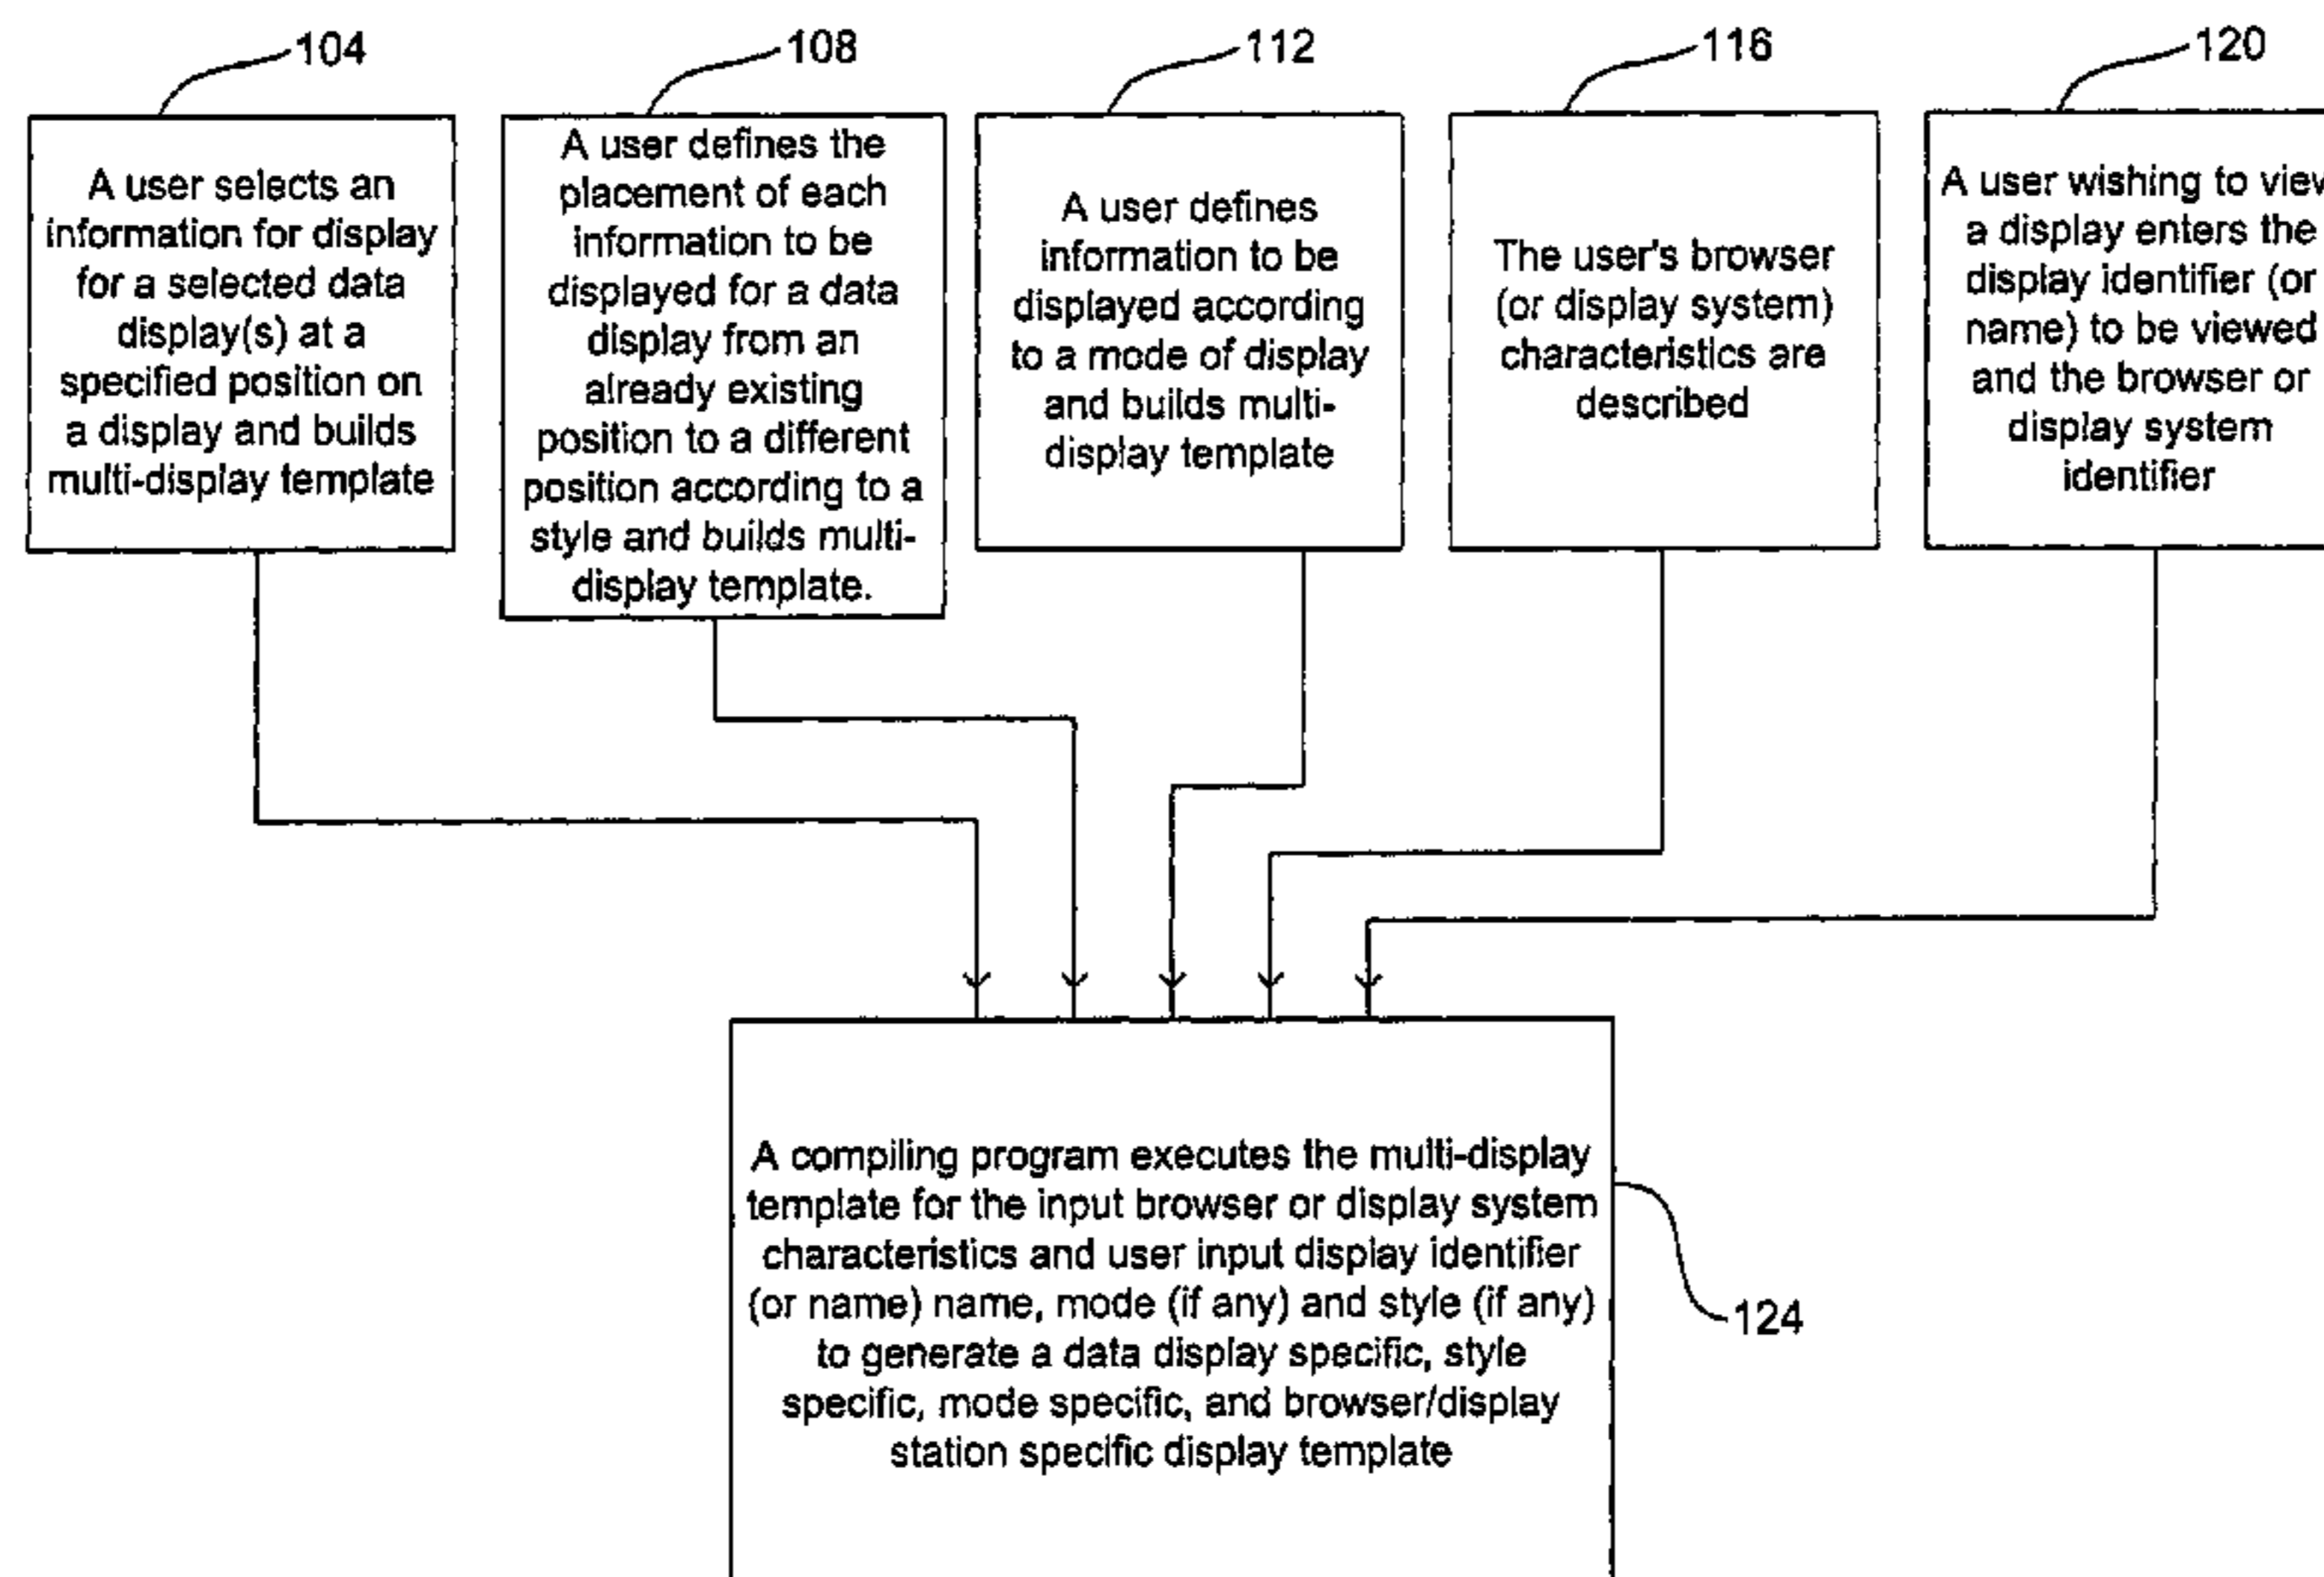 104
108
112
116
120
A user selects an
information for display
for a selected data
display(s) at a
specified position on
a display and builds
multi-display template
A user defines the
placement of each
information to be
displayed for a data
display from an
already existing
position to a different
position according to a
style and builds multi-
display template.
A user defines
information to be
displayed according
to a mode of display
and builds multi-
display template
The user's browser
(or display system)
characteristics are
described
A user wishing to view
a display enters the
display identifier (or
name) to be viewed
and the browser or
display system
identifier
A compiling program executes the multi-display
template for the input browser or display system
characteristics and user input display identifier
(or name) name, mode (if any) and style (if any)
to generate a data display specific, style
specific, mode specific, and browser/display
station specific display template
124